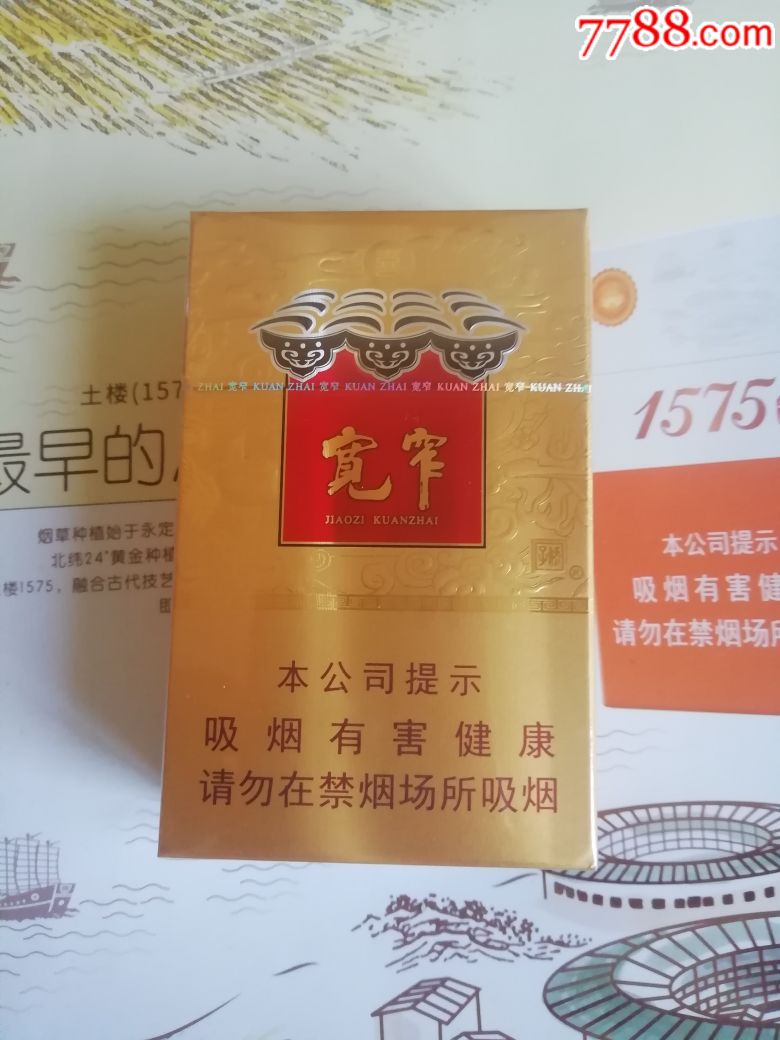 7788.com
土楼(157
最早的
烟草种植始于永定
北纬24°黄金种植
楼1575，融合古代技艺
ZHAI 宽窄 KUAN ZHAI 宽窄 KUAN ZHAI 宽窄 KUAN ZHAI 宽窄 KUAN ZHAI
宽窄
JIAOZI KUANZHAI
本公司提示
吸烟有害健康
请勿在禁烟场所吸烟
1575
本公司提示
吸烟有害健
请勿在禁烟场所